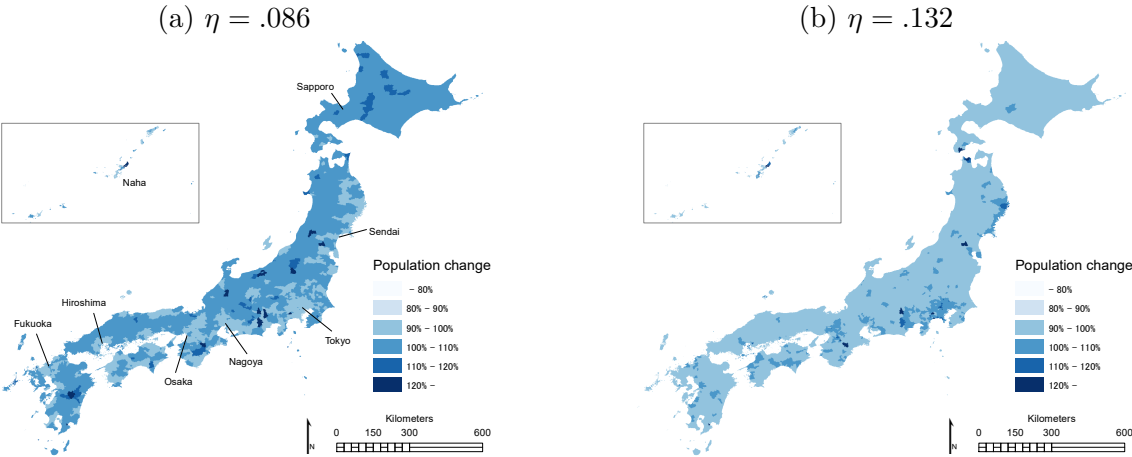 (a) η = .086
Sapporo
Naha
Sendai
Hiroshima
Fukuoka
Tokyo
Nagoya
Osaka
Population change
– 80%
80% – 90%
90% – 100%
100% – 110%
110% – 120%
120% –
Kilometers
0 150 300 600
N
(b) η = .132
Population change
– 80%
80% – 90%
90% – 100%
100% – 110%
110% – 120%
120% –
Kilometers
0 150 300 600
N